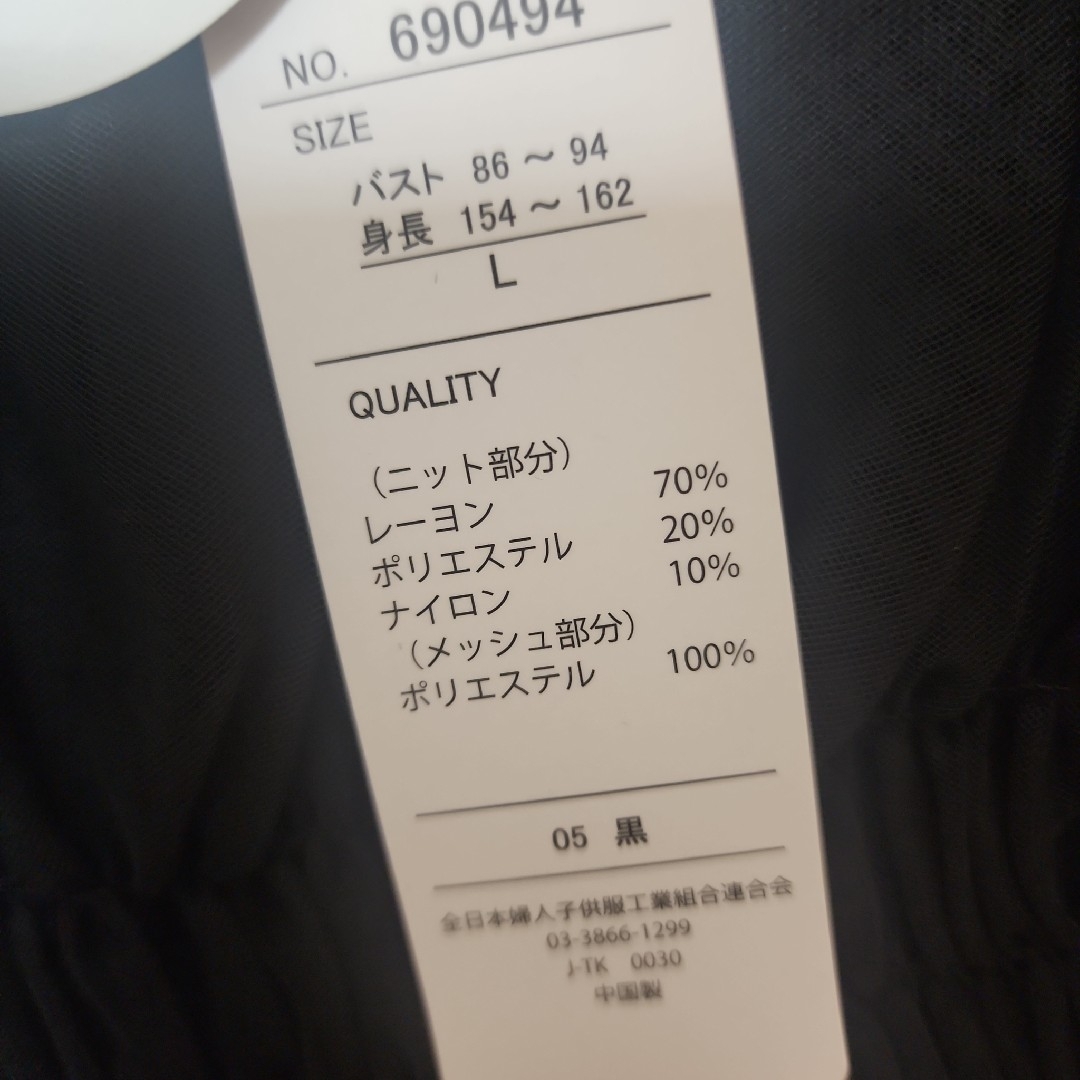 NO. 690494
SIZE
バスト 86 ～ 94
身長 154 ～ 162
L
QUALITY
（ニット部分）
レーヨン 70%
ポリエステル 20%
ナイロン 10%
（メッシュ部分）
ポリエステル 100%
05 黒
全日本婦人子供服工業組合連合会
03-3866-1299
J-TK 0030
中国製